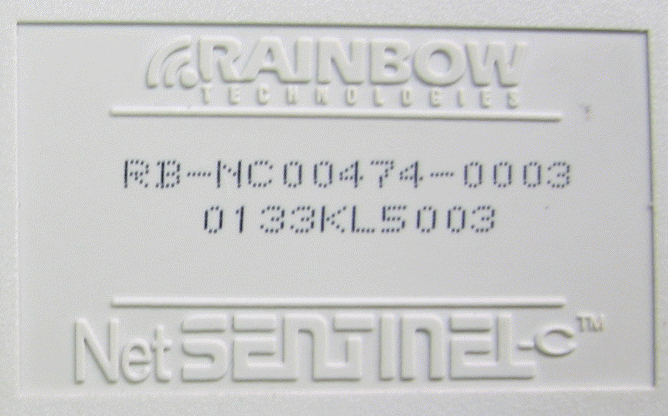 RAINBOW
TECHNOLOGIES
RB-NC00474-0003
0133KL5003
NetSENTINEL-C™